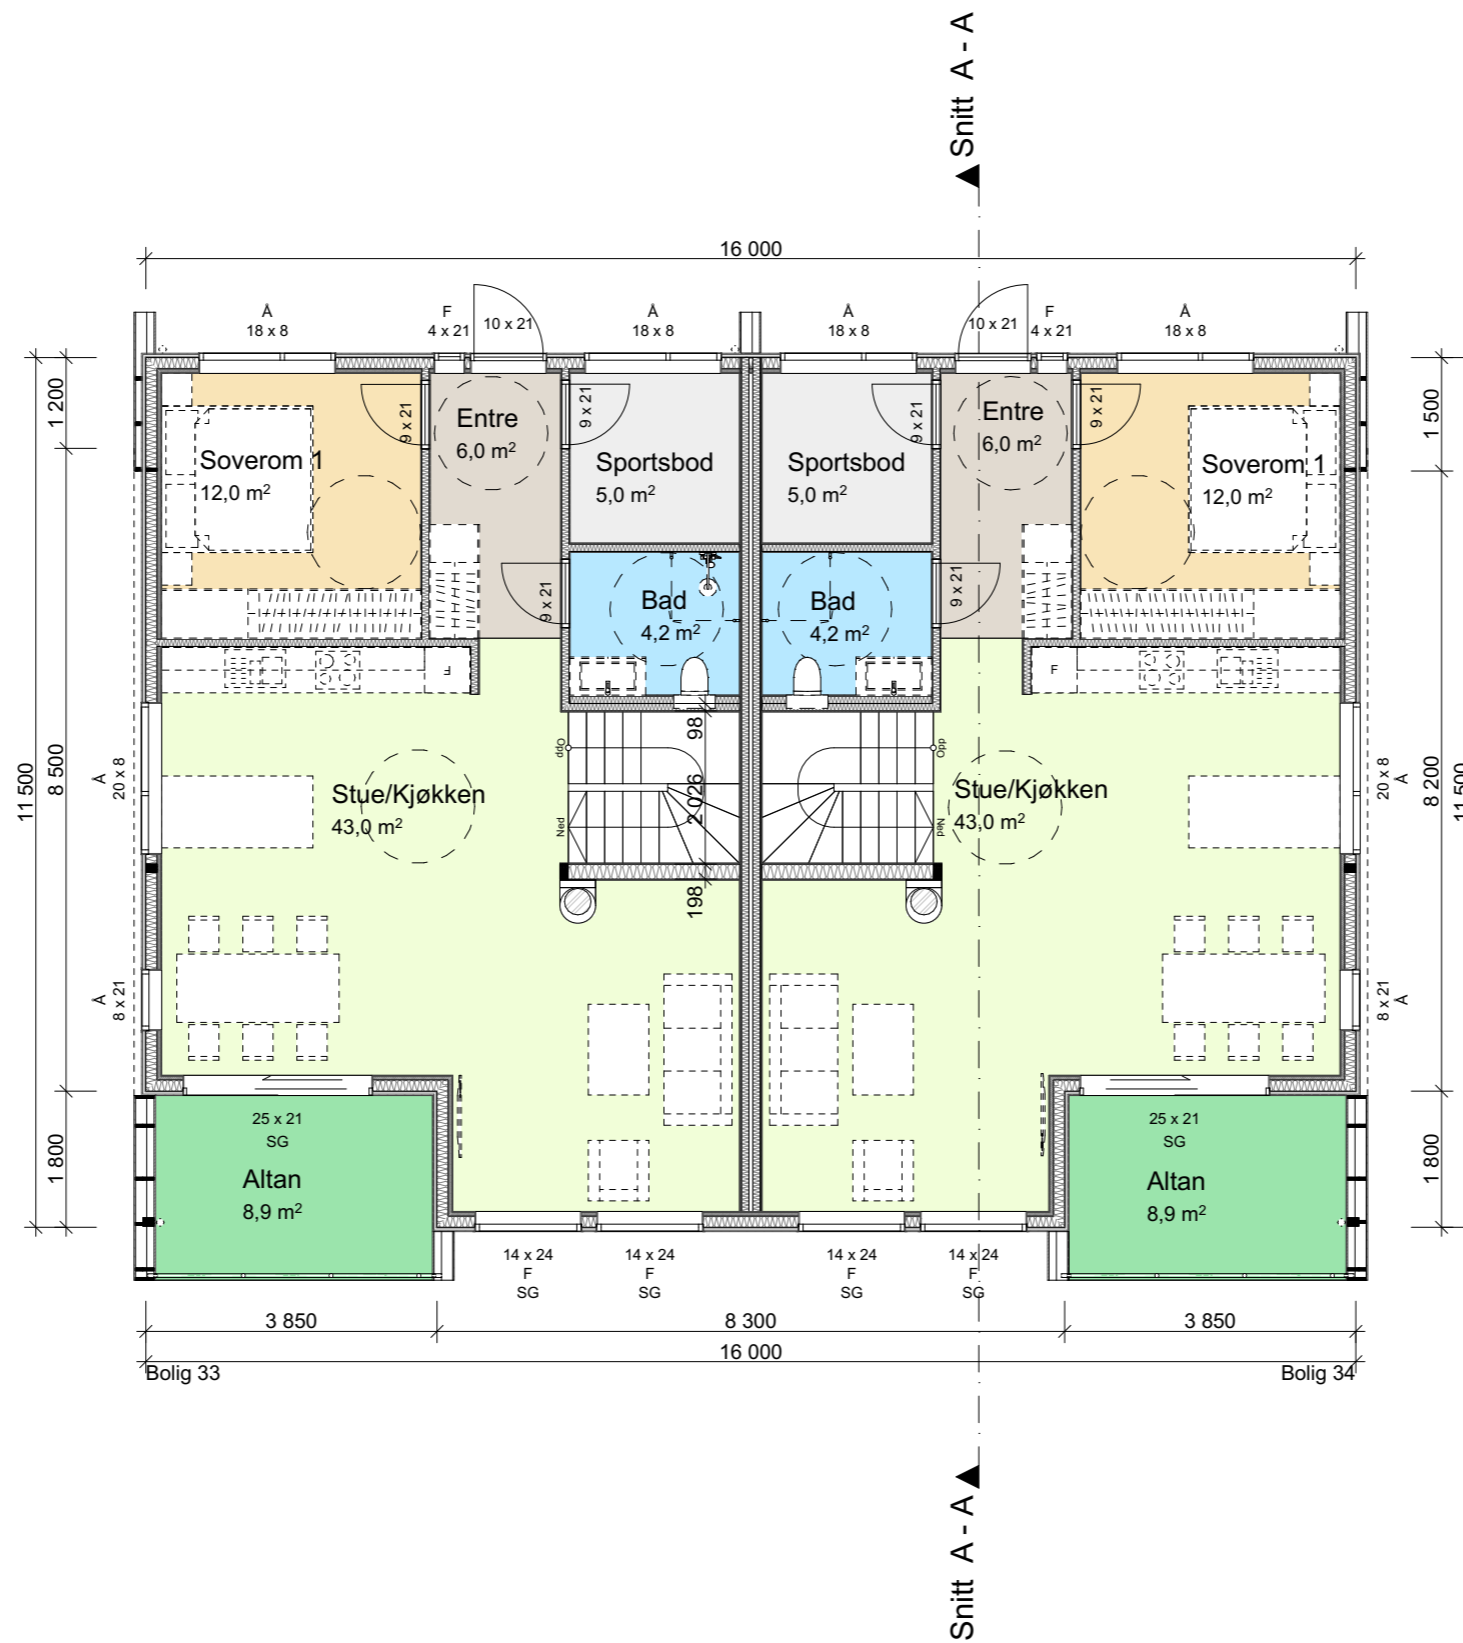 Snitt A - A
16 000
Å
18 x 8
F
4 x 21
10 x 21
Å
18 x 8
Å
18 x 8
10 x 21
F
4 x 21
Å
18 x 8
1 200
8 500
11 500
1 800
1 500
8 200
11 500
1 800
9 x 21
Entre
6,0 m²
9 x 21
9 x 21
Entre
6,0 m²
9 x 21
Soverom 1
12,0 m²
Sportsbod
5,0 m²
Sportsbod
5,0 m²
Soverom 1
12,0 m²
9 x 21
Bad
4,2 m²
Bad
4,2 m²
9 x 21
F
F
Opp
98
Opp
Å
20 x 8
Stue/Kjøkken
43,0 m²
Ned
2 026
Ned
Stue/Kjøkken
43,0 m²
20 x 8
Å
198
Å
8 x 21
8 x 21
Å
25 x 21
SG
Altan
8,9 m²
25 x 21
SG
Altan
8,9 m²
14 x 24
F
SG
14 x 24
F
SG
14 x 24
F
SG
14 x 24
F
SG
3 850
8 300
3 850
16 000
Bolig 33
Bolig 34
Snitt A - A